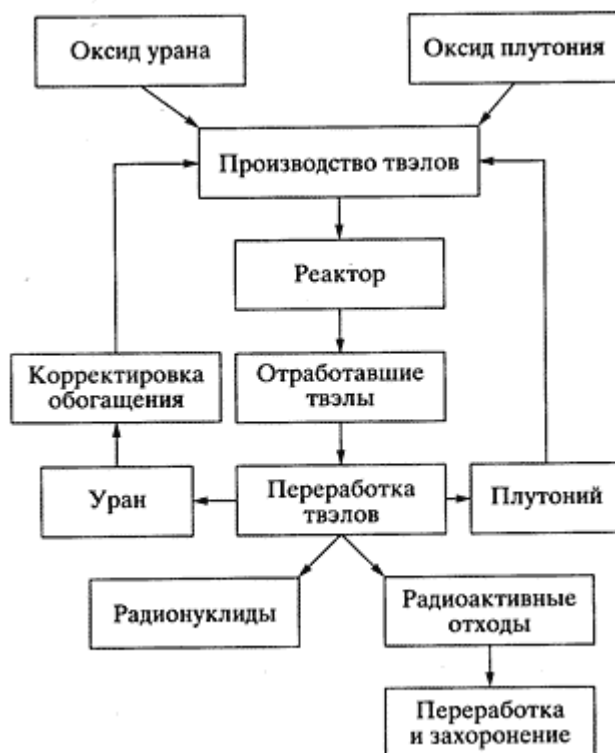 Оксид урана
Оксид плутония
Производство твэлов
Реактор
Корректировка
обогащения
Отработавшие
твэлы
Уран
Переработка
твэлов
Плутоний
Радионуклиды
Радиоактивные
отходы
Переработка
и захоронение